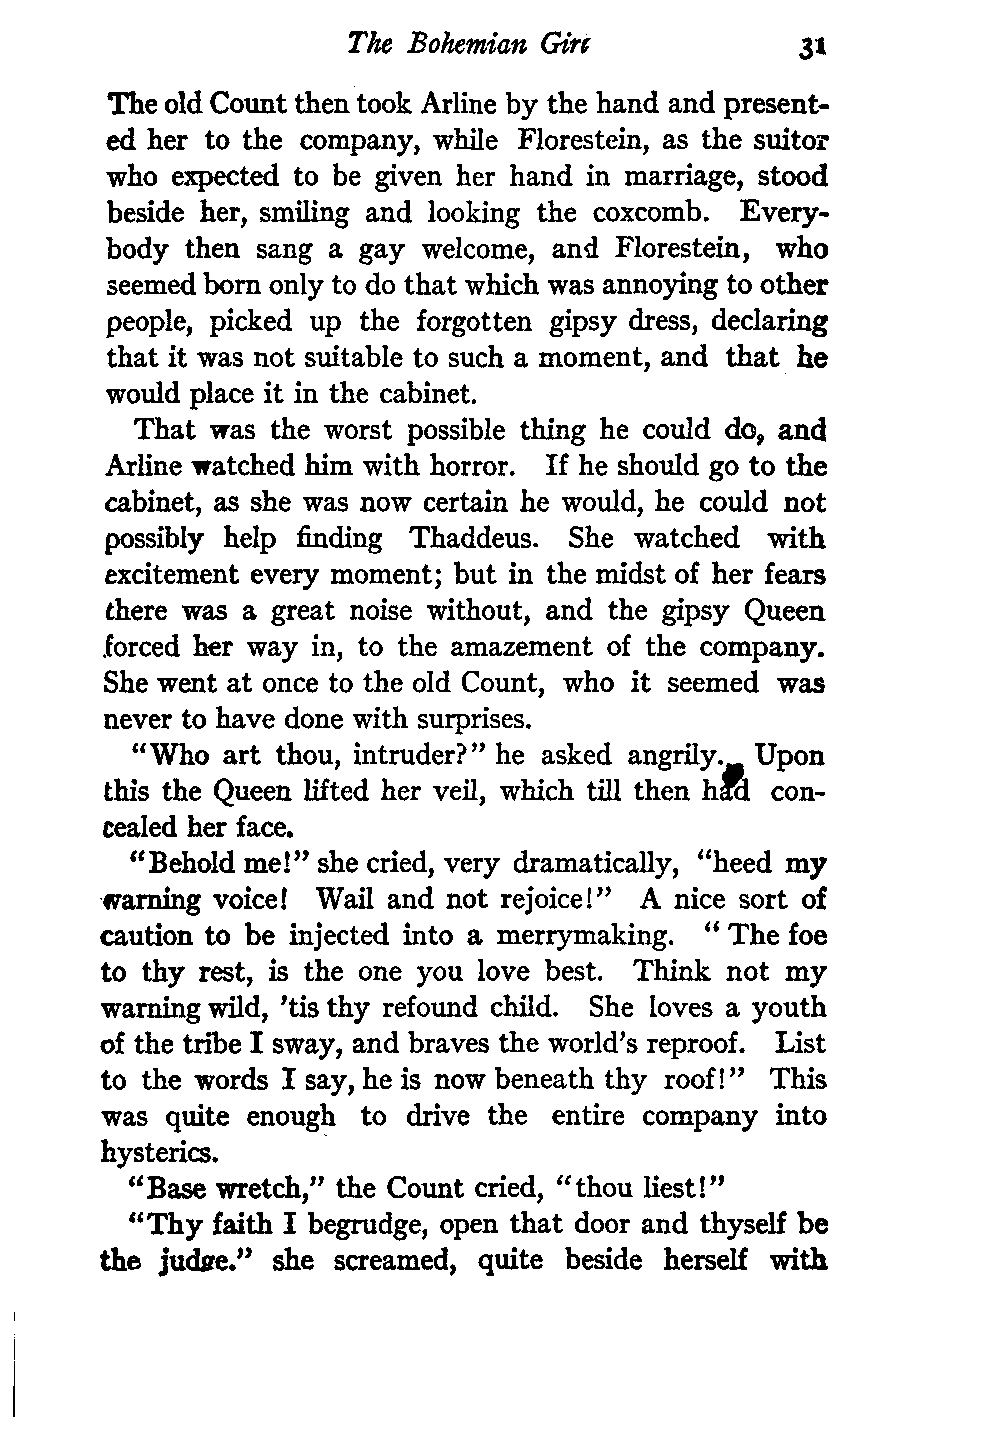 The Bohemian Girl 31
The old Count then took Arline by the hand and present-
ed her to the company, while Florestein, as the suitor
who expected to be given her hand in marriage, stood
beside her, smiling and looking the coxcomb. Every-
body then sang a gay welcome, and Florestein, who
seemed born only to do that which was annoying to other
people, picked up the forgotten gipsy dress, declaring
that it was not suitable to such a moment, and that he
would place it in the cabinet.
That was the worst possible thing he could do, and
Arline watched him with horror. If he should go to the
cabinet, as she was now certain he would, he could not
possibly help finding Thaddeus. She watched with
excitement every moment; but in the midst of her fears
there was a great noise without, and the gipsy Queen
forced her way in, to the amazement of the company.
She went at once to the old Count, who it seemed was
never to have done with surprises.
"Who art thou, intruder?" he asked angrily. Upon
this the Queen lifted her veil, which till then had con-
cealed her face.
"Behold me!" she cried, very dramatically, "heed my
warning voice! Wail and not rejoice!" A nice sort of
caution to be injected into a merrymaking. "The foe
to thy rest, is the one you love best. Think not my
warning wild, 'tis thy refound child. She loves a youth
of the tribe I sway, and braves the world's reproof. List
to the words I say, he is now beneath thy roof!" This
was quite enough to drive the entire company into
hysterics.
"Base wretch," the Count cried, "thou liest!"
"Thy faith I begrudge, open that door and thyself be
the judge." she screamed, quite beside herself with